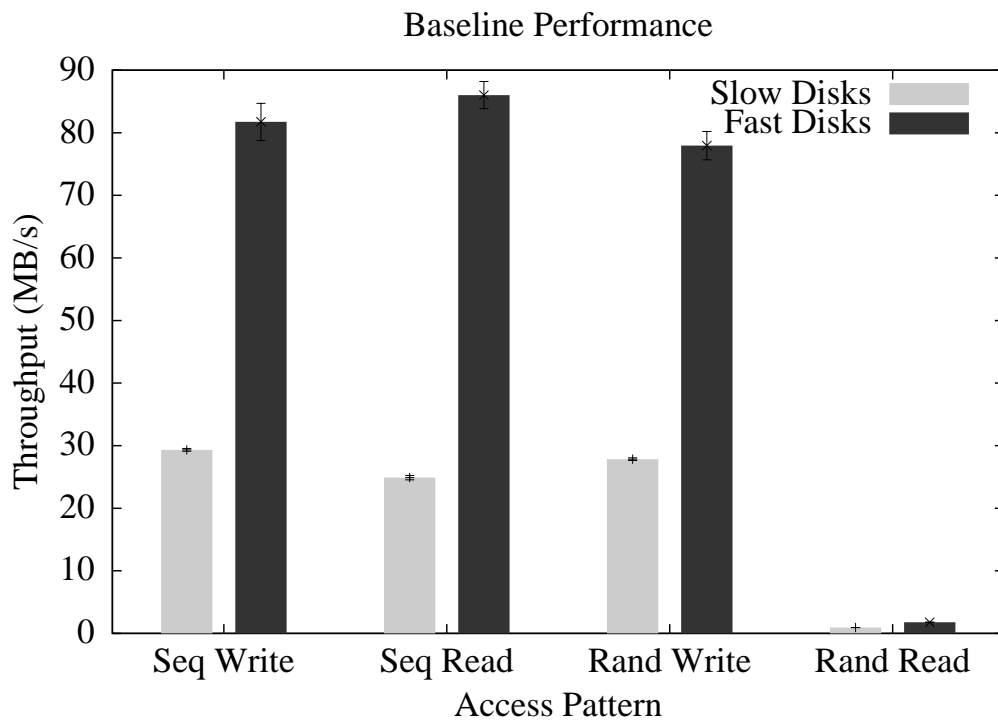 Baseline Performance
90
80
70
60
50
40
30
20
10
0
Throughput (MB/s)
Slow Disks
Fast Disks
Seq Write
Seq Read
Rand Write
Rand Read
Access Pattern